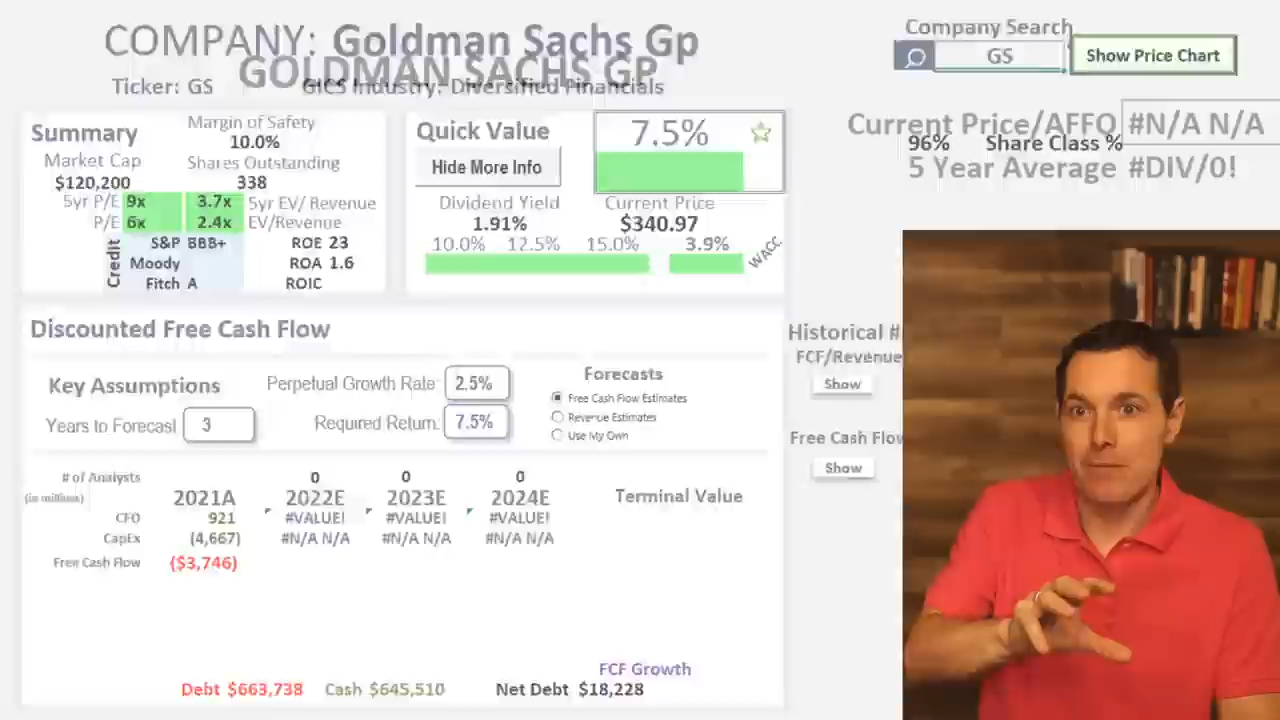 COMPANY: Goldman Sachs Gp
GOLDMAN SACHS GP
Ticker: GS GICS Industry: Diversified Financials
Company Search
GS
Show Price Chart
Summary
Margin of Safety
10.0%
Market Cap Shares Outstanding
$120,200 338
5yr P/E 9x 3.7x 5yr EV/ Revenue
P/E 6x 2.4x EV/Revenue
Credit
S&P BBB+ ROE 23
Moody ROA 1.6
Fitch A ROIC
Quick Value
Hide More Info
7.5%
Dividend Yield Current Price
1.91% $340.97
10.0% 12.5% 15.0% 3.9% WACC
Current Price/AFFO #N/A N/A
96% Share Class %
5 Year Average #DIV/0!
Discounted Free Cash Flow
Key Assumptions
Perpetual Growth Rate: 2.5%
Years to Forecast 3
Required Return: 7.5%
Forecasts
Free Cash Flow Estimates
Revenue Estimates
Use My Own
Historical #
FCF/Revenue
Show
Free Cash Flow
Show
# of Analysts 0 0 0
(in millions) 2021A 2022E 2023E 2024E Terminal Value
CFO 921 #VALUE! #VALUE! #VALUE!
CapEx (4,667) #N/A N/A #N/A N/A #N/A N/A
Free Cash Flow ($3,746)
FCF Growth
Debt $663,738 Cash $645,510 Net Debt $18,228